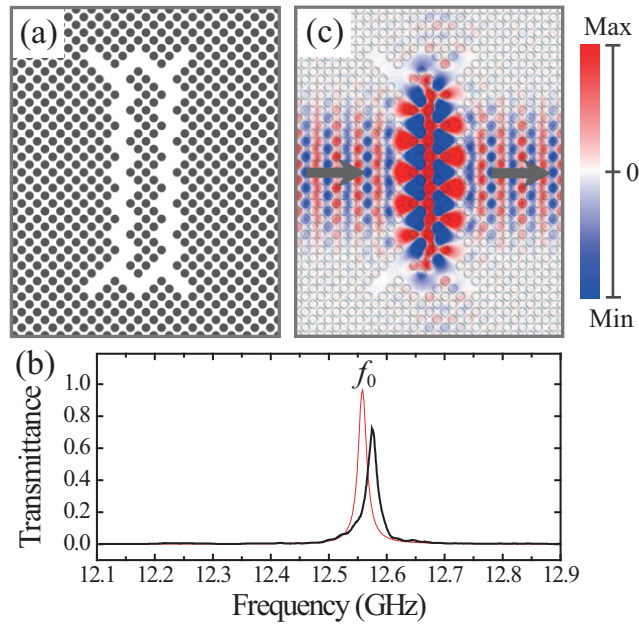 (a)
(c)
Max
0
Min
(b)
f0
Transmittance
1.0
0.8
0.6
0.4
0.2
0.0
12.1 12.2 12.3 12.4 12.5 12.6 12.7 12.8 12.9
Frequency (GHz)